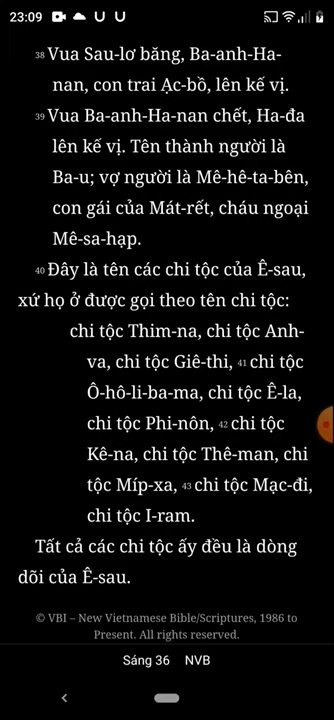 23:09
38 Vua Sau-lơ băng, Ba-anh-Ha-
nan, con trai Ạc-bồ, lên kế vị.
39 Vua Ba-anh-Ha-nan chết, Ha-đa
lên kế vị. Tên thành người là
Ba-u; vợ người là Mê-hê-ta-bên,
con gái của Mát-rết, cháu ngoại
Mê-sa-hạp.
40 Đây là tên các chi tộc của Ê-sau,
xứ họ ở được gọi theo tên chi tộc:
chi tộc Thim-na, chi tộc Anh-
va, chi tộc Giê-thi, 41 chi tộc
Ô-hô-li-ba-ma, chi tộc Ê-la,
chi tộc Phi-nôn, 42 chi tộc
Kê-na, chi tộc Thê-man, chi
tộc Míp-xa, 43 chi tộc Mạc-đi,
chi tộc I-ram.
Tất cả các chi tộc ấy đều là dòng
dõi của Ê-sau.
© VBI – New Vietnamese Bible/Scriptures, 1986 to
Present. All rights reserved.
Sáng 36 NVB